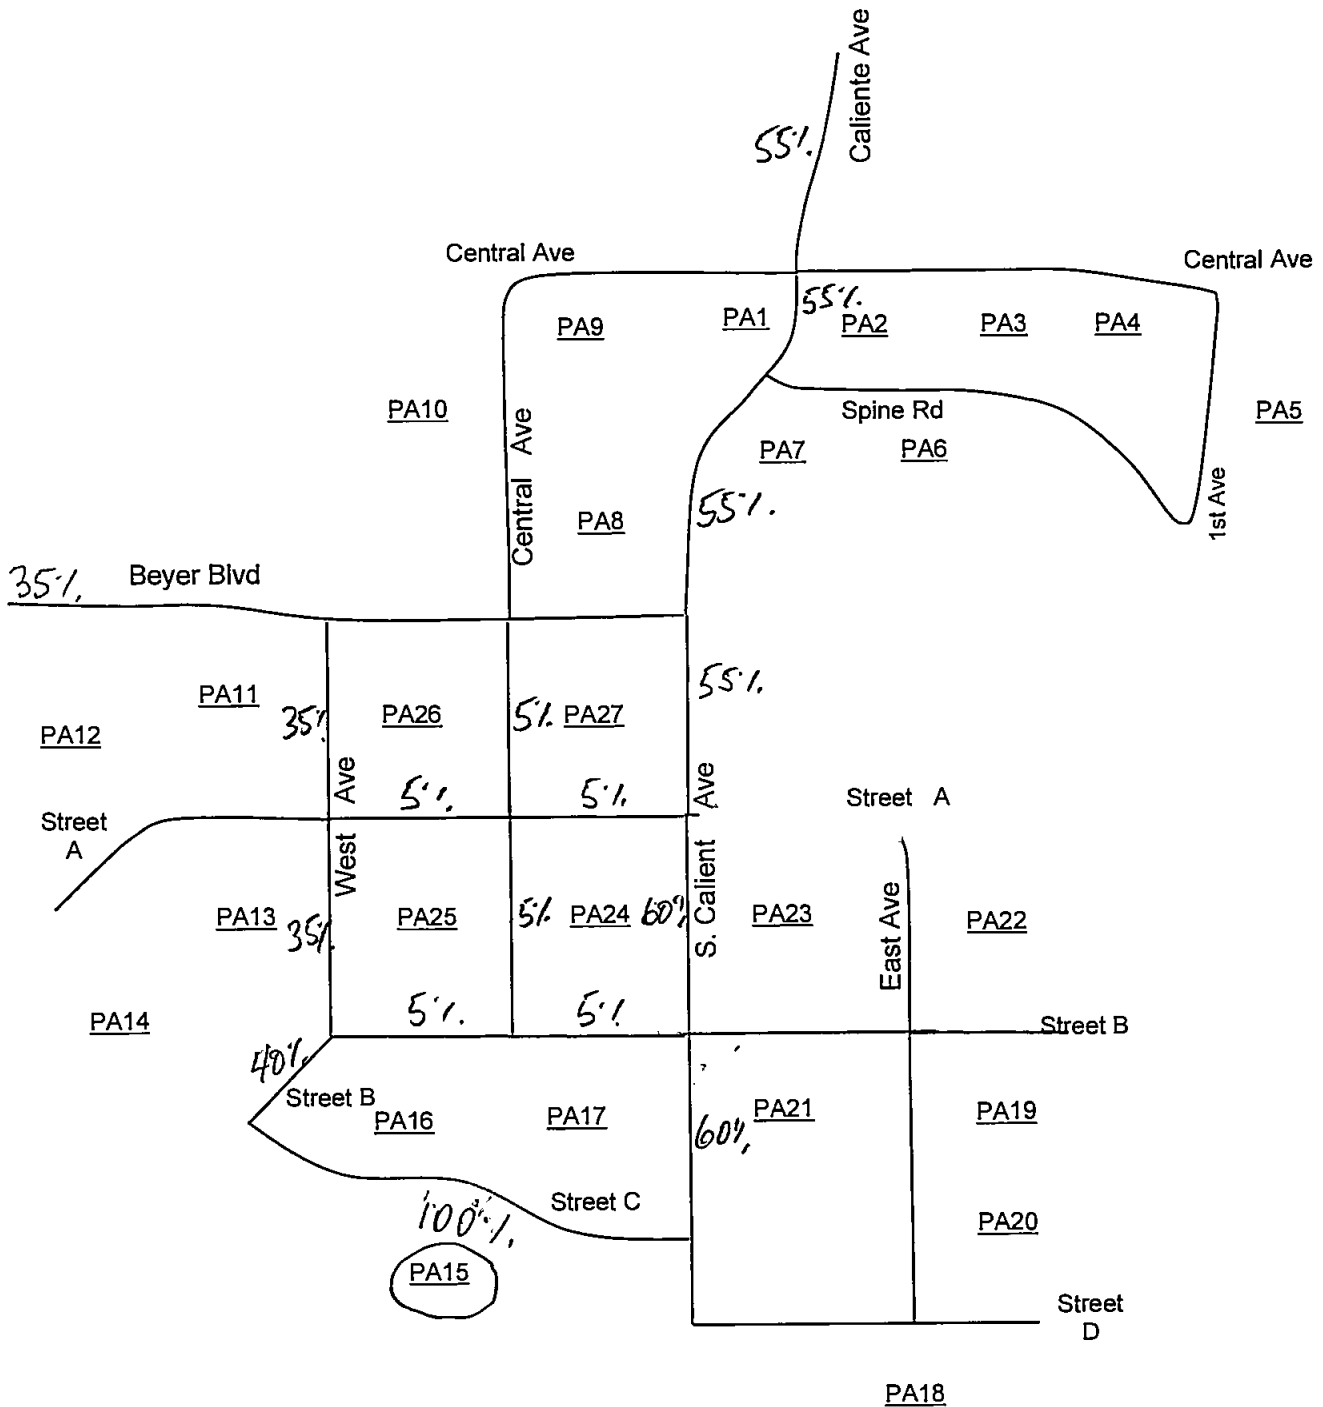 Caliente Ave
55%
Central Ave
Central Ave
55%
PA9
PA1
PA2
PA3
PA4
PA10
Central Ave
Spine Rd
PA5
PA7
PA6
1st Ave
55%
PA8
35%
Beyer Blvd
55%
PA11
PA12
35%
PA26
5%
PA27
West Ave
5%
5%
S. Calient Ave
Street A
Street
A
PA13
35%
PA25
5%
PA24
60%
PA23
East Ave
PA22
5%
5%
PA14
Street B
40%
Street B
PA16
PA17
60%
PA21
PA19
Street C
100%
PA20
PA15
Street
D
PA18